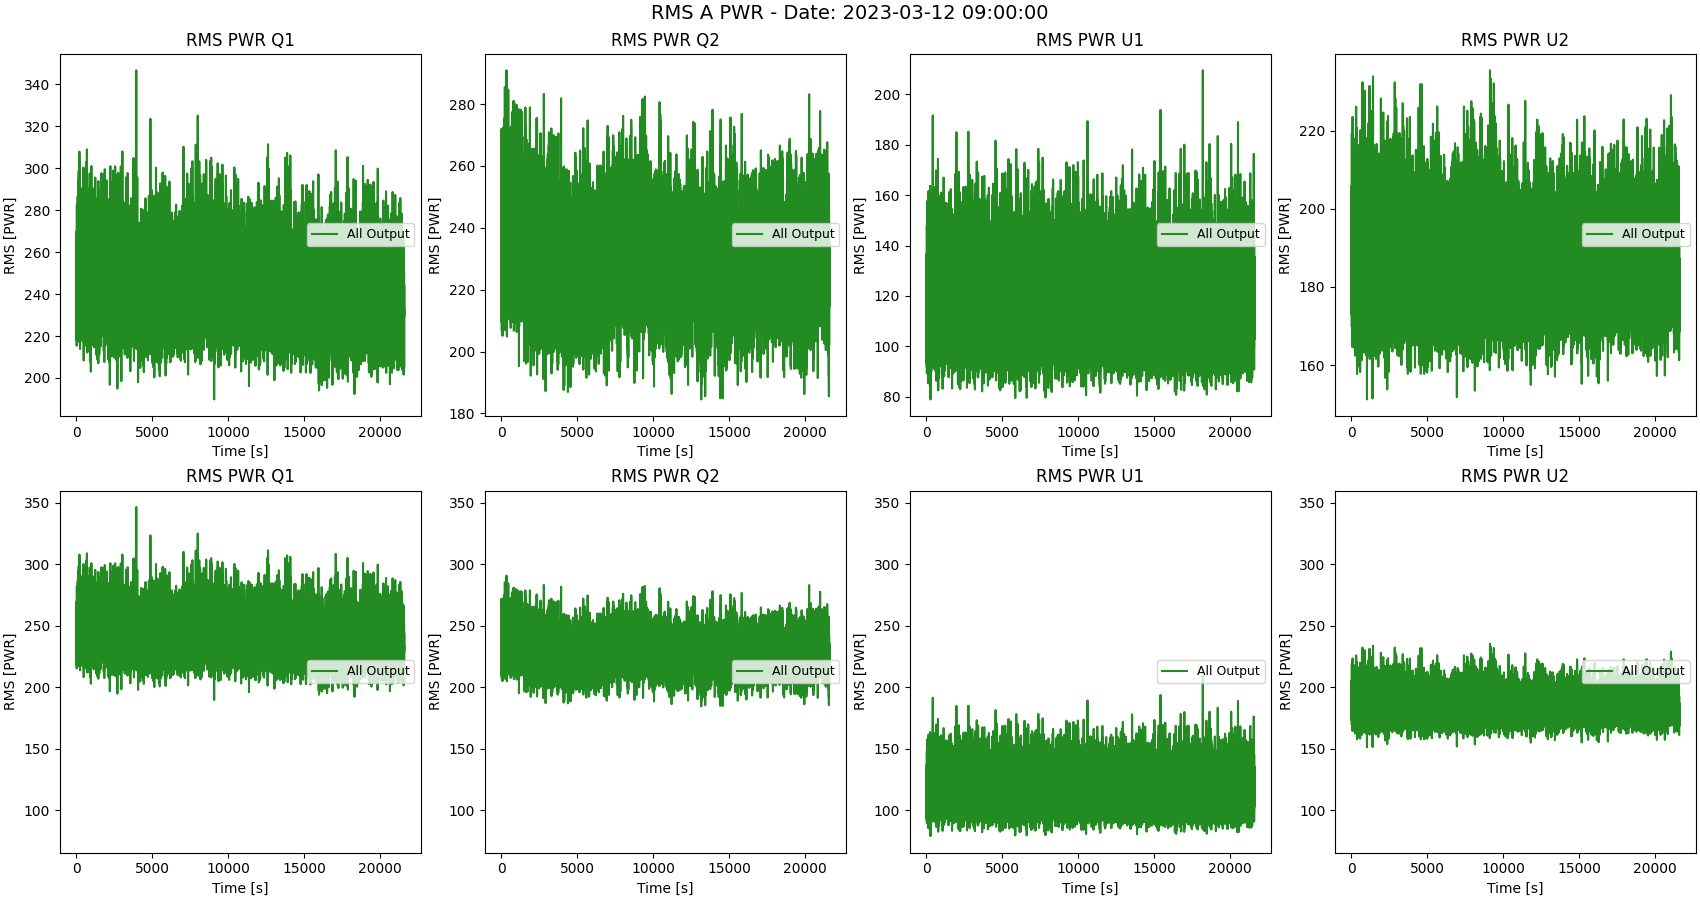 RMS A PWR - Date: 2023-03-12 09:00:00
RMS PWR Q1
RMS [PWR]
340
320
300
280
260
240
220
200
All Output
0 5000 10000 15000 20000
Time [s]
RMS PWR Q2
RMS [PWR]
280
260
240
220
200
180
All Output
0 5000 10000 15000 20000
Time [s]
RMS PWR U1
RMS [PWR]
200
180
160
140
120
100
80
All Output
0 5000 10000 15000 20000
Time [s]
RMS PWR U2
RMS [PWR]
220
200
180
160
All Output
0 5000 10000 15000 20000
Time [s]
RMS PWR Q1
RMS [PWR]
350
300
250
200
150
100
All Output
0 5000 10000 15000 20000
Time [s]
RMS PWR Q2
RMS [PWR]
350
300
250
200
150
100
All Output
0 5000 10000 15000 20000
Time [s]
RMS PWR U1
RMS [PWR]
350
300
250
200
150
100
All Output
0 5000 10000 15000 20000
Time [s]
RMS PWR U2
RMS [PWR]
350
300
250
200
150
100
All Output
0 5000 10000 15000 20000
Time [s]